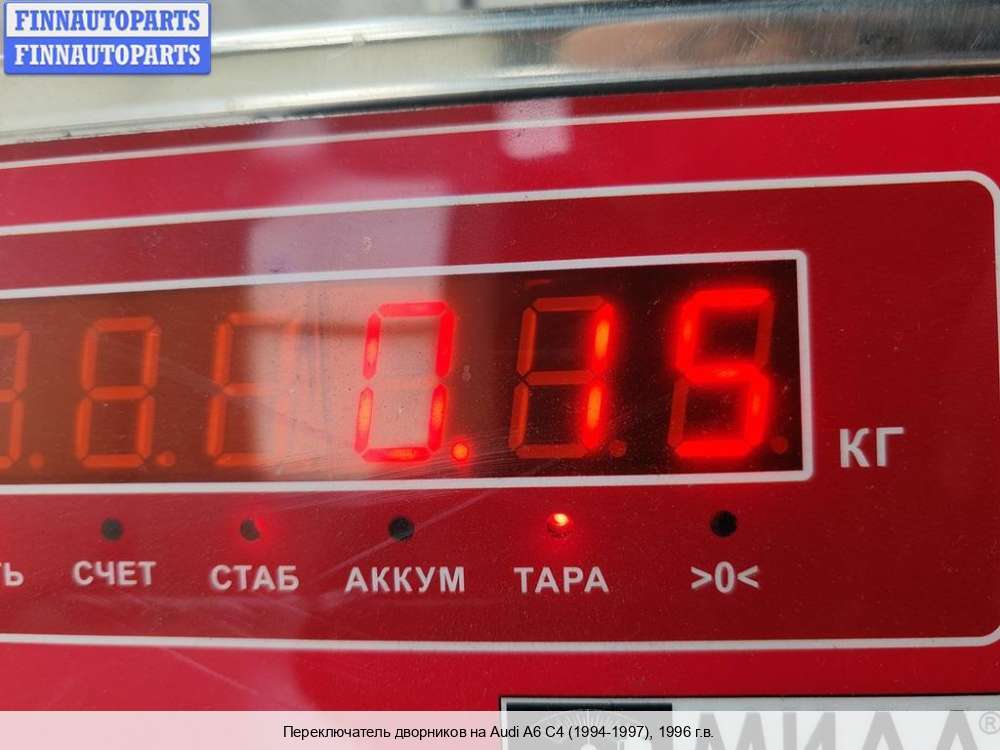 FINNAUTOPARTS
FINNAUTOPARTS
0.15
КГ
СЧЕТ СТАБ АККУМ ТАРА >0<
Переключатель дворников на Audi A6 C4 (1994-1997), 1996 г.в.